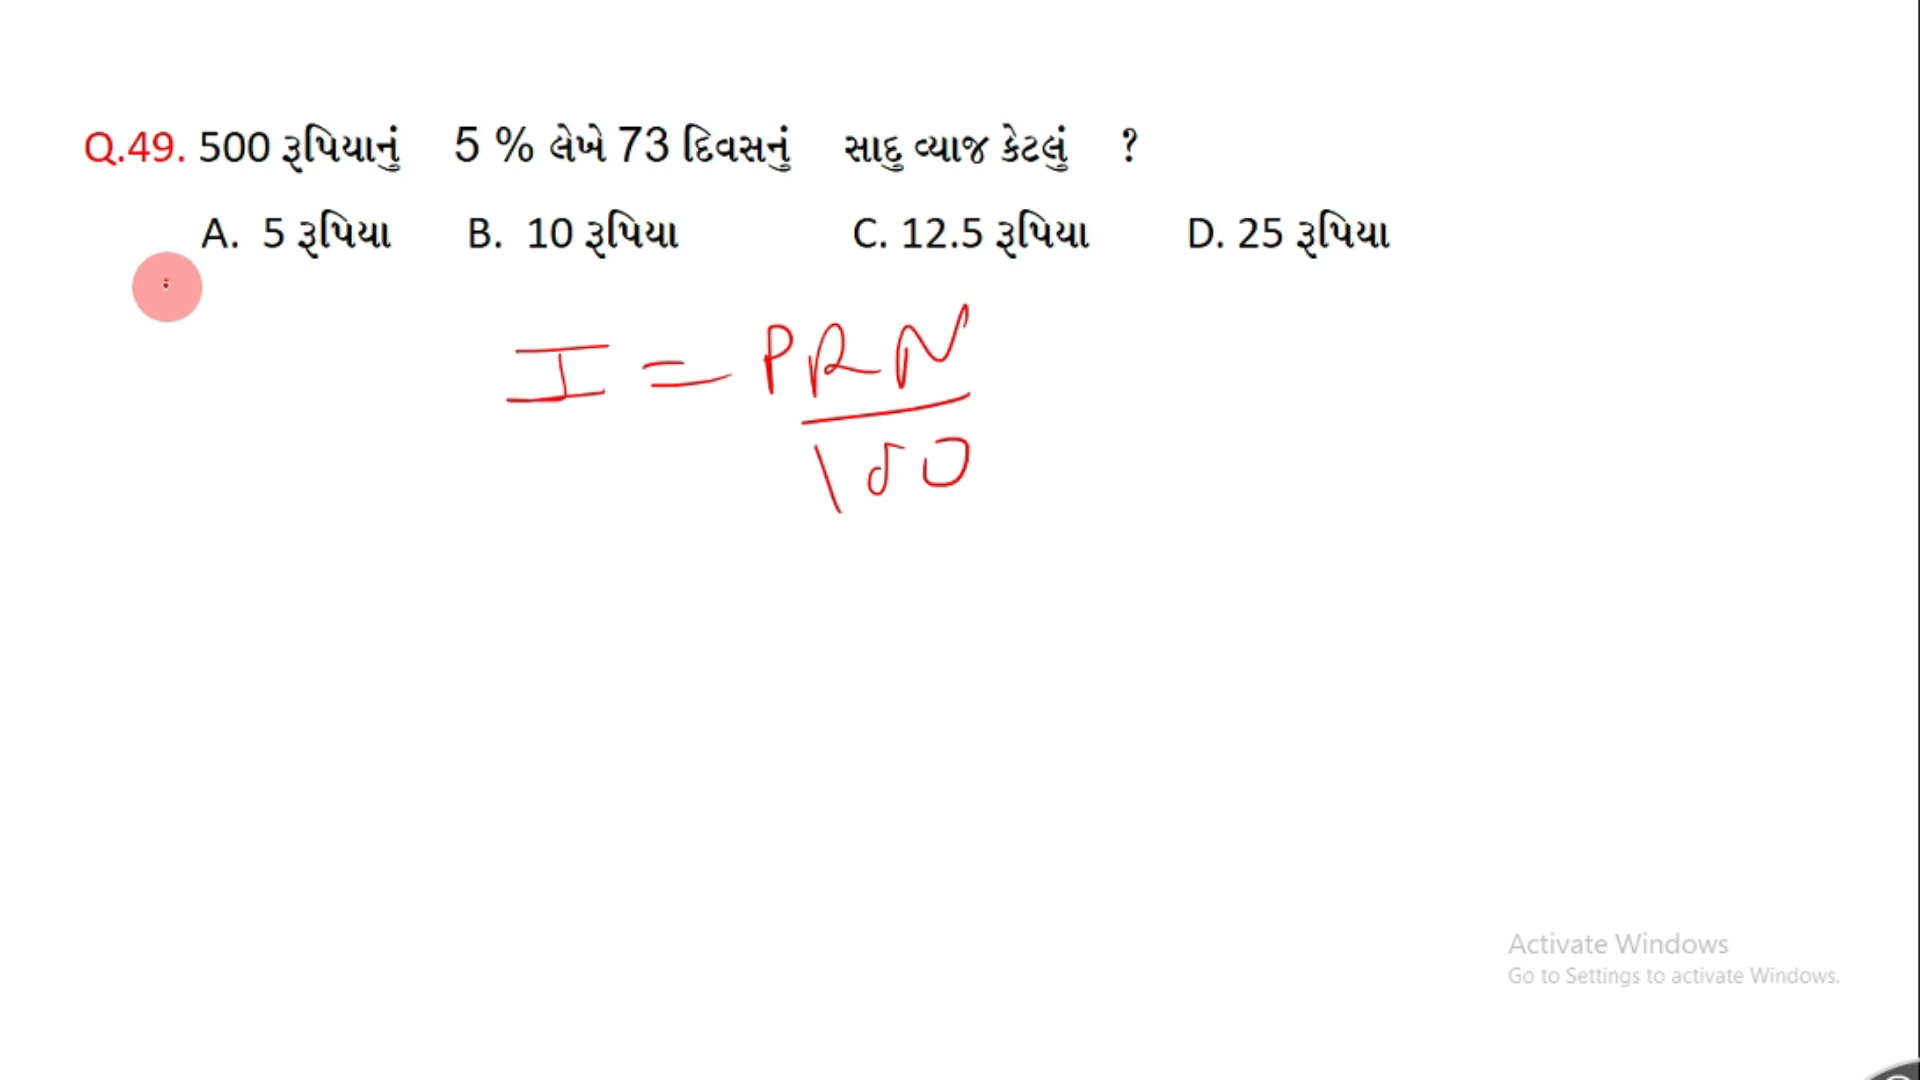 Q.49. 500 રૂપિયાનું 5 % લેખે 73 દિવસનું સાદુ વ્યાજ કેટલું ?
A. 5 રૂપિયા B. 10 રૂપિયા C. 12.5 રૂપિયા D. 25 રૂપિયા
I = PRN
100
Activate Windows
Go to Settings to activate Windows.